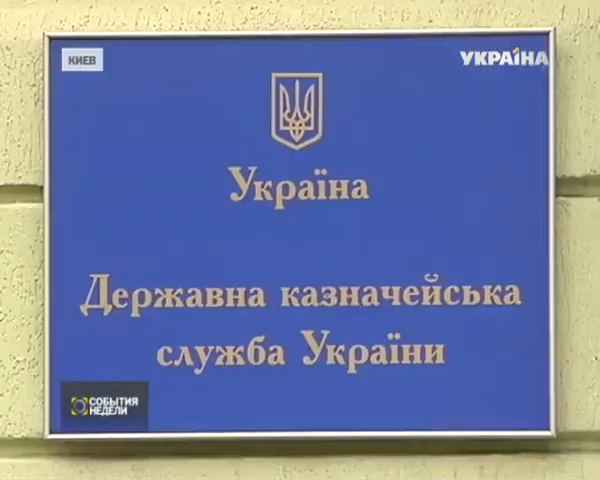 КИЕВ
УКРАЇНА
Україна
Державна казначейська
служба України
СОБЫТИЯ
НЕДЕЛИ